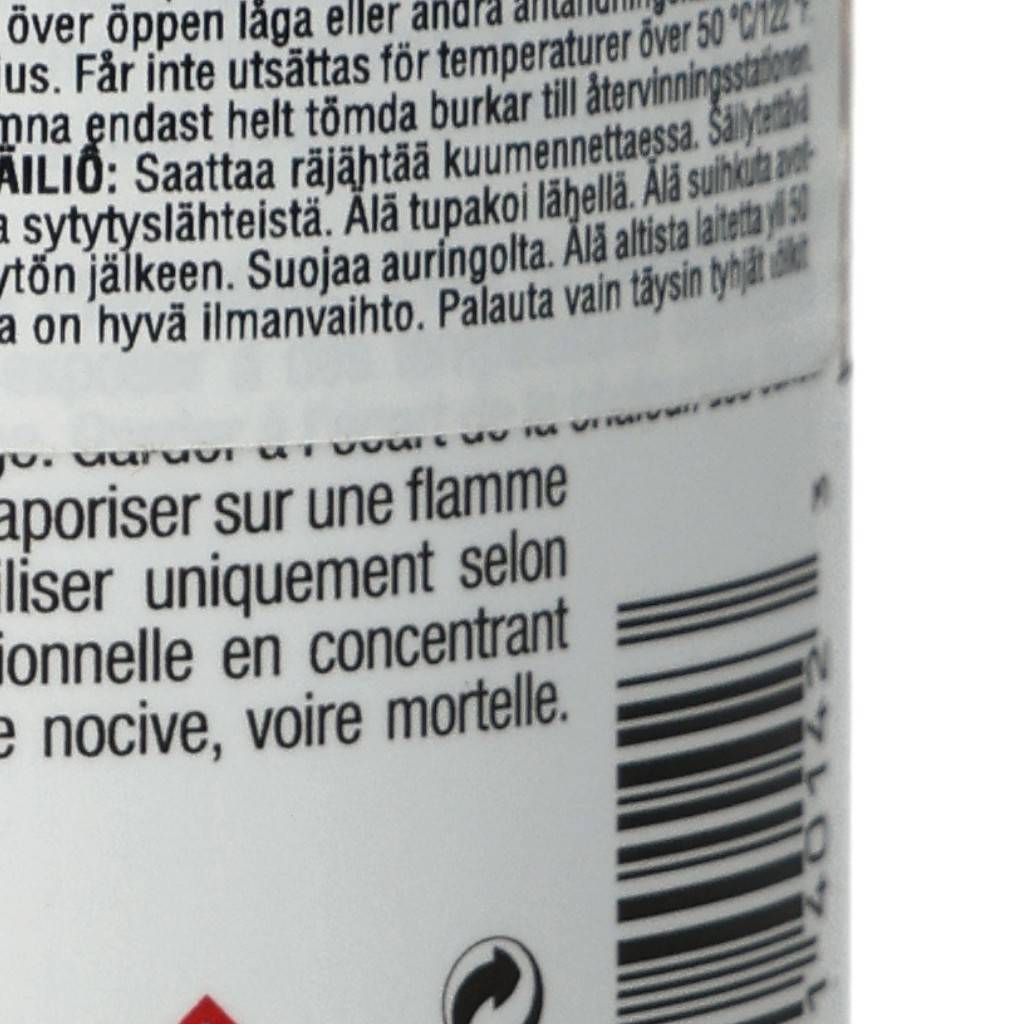 över öppen låga eller andra
ius. Får inte utsättas för temperaturer över 50 °C/122 °F.
mna endast helt tömda burkar till återvinningsstationen.
ÄILIÖ: Saattaa räjähtää kuumennettaessa. Säilytettävä
a sytytyslähteistä. Älä tupakoi lähellä. Älä suihkuta avo-
ytön jälkeen. Suojaa auringolta. Älä altista laitetta yli 50
a on hyvä ilmanvaihto. Palauta vain täysin tyhjät
aporiser sur une flamme
iliser uniquement selon
ionnelle en concentrant
e nocive, voire mortelle.
1 401422